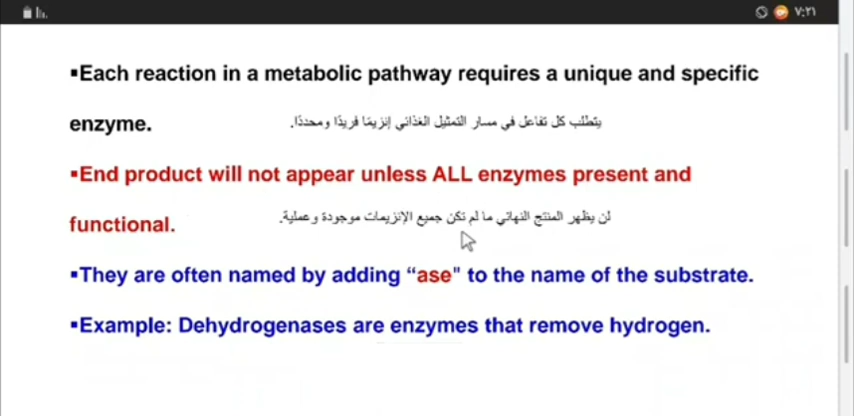 ٧:٢١
▪Each reaction in a metabolic pathway requires a unique and specific
enzyme.
يتطلب كل تفاعل في مسار التمثيل الغذائي إنزيمًا فريدًا ومحددًا.
▪End product will not appear unless ALL enzymes present and
functional.
لن يظهر المنتج النهائي ما لم تكن جميع الإنزيمات موجودة وعملية.
▪They are often named by adding “ase" to the name of the substrate.
▪Example: Dehydrogenases are enzymes that remove hydrogen.